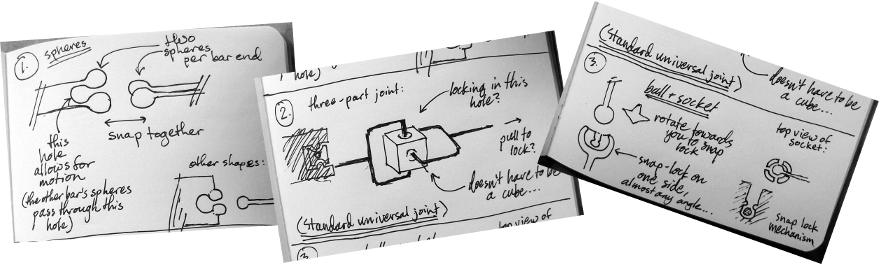 1.
spheres
two
spheres
per bar end
snap together
this
hole
allows for
motion
(the other bar's spheres
pass through this
hole)
other shapes:
hole)
2.
three-part joint:
locking in this
hole?
pull to
lock?
doesn't have to be
a cube...
(Standard universal joint)
3.
top view of
(Standard universal joint)
doesn't have to be
a cube...
3.
ball + socket
rotate towards
you to snap
lock
top view of
socket:
snap-lock on
one side,
almost any angle...
snap lock
mechanism